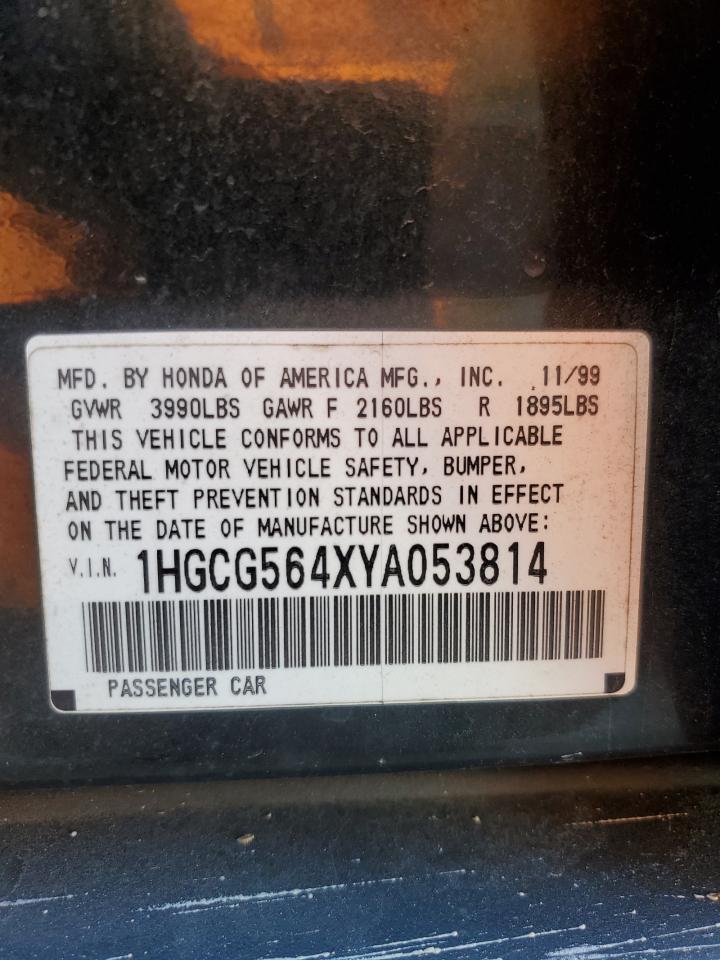 MFD. BY HONDA OF AMERICA MFG., INC. 11/99
GVWR 3990LBS GAWR F 2160LBS R 1895LBS
THIS VEHICLE CONFORMS TO ALL APPLICABLE
FEDERAL MOTOR VEHICLE SAFETY, BUMPER,
AND THEFT PREVENTION STANDARDS IN EFFECT
ON THE DATE OF MANUFACTURE SHOWN ABOVE:
V.I.N. 1HGCG564XYA053814
PASSENGER CAR